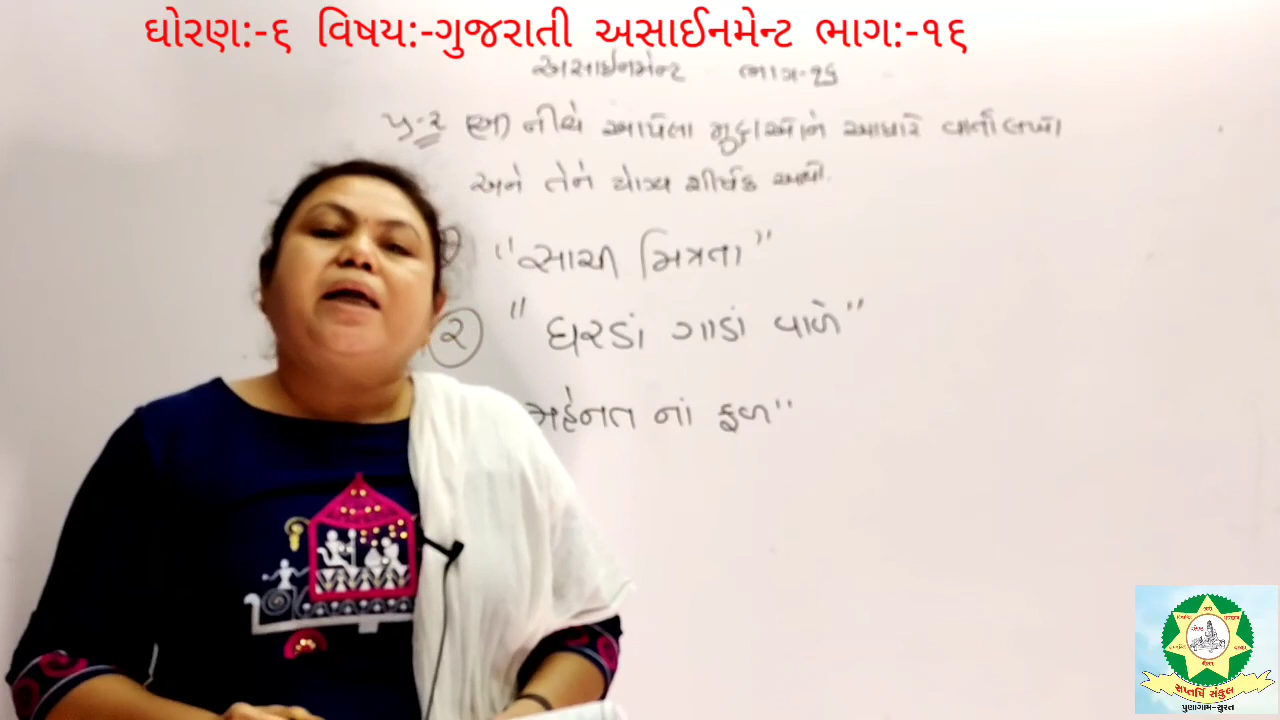 ધોરણ:-૬ વિષય:-ગુજરાતી અસાઈનમેન્ટ ભાગ:-૧૬
અસાઈનમેન્ટ ભાગ-૧૬
પ્ર-૨ (અ) નીચે આપેલા મુદ્દાઓને આધારે વાર્તા લખો
અને તેને યોગ્ય શીર્ષક આપો.
"સાચી મિત્રતા"
૨ "ઘરડાં ગાડાં વાળે"
મહેનત નાં ફળ"
સપ્તર્ષિ સંકુલ
પુણાગામ-સુરત